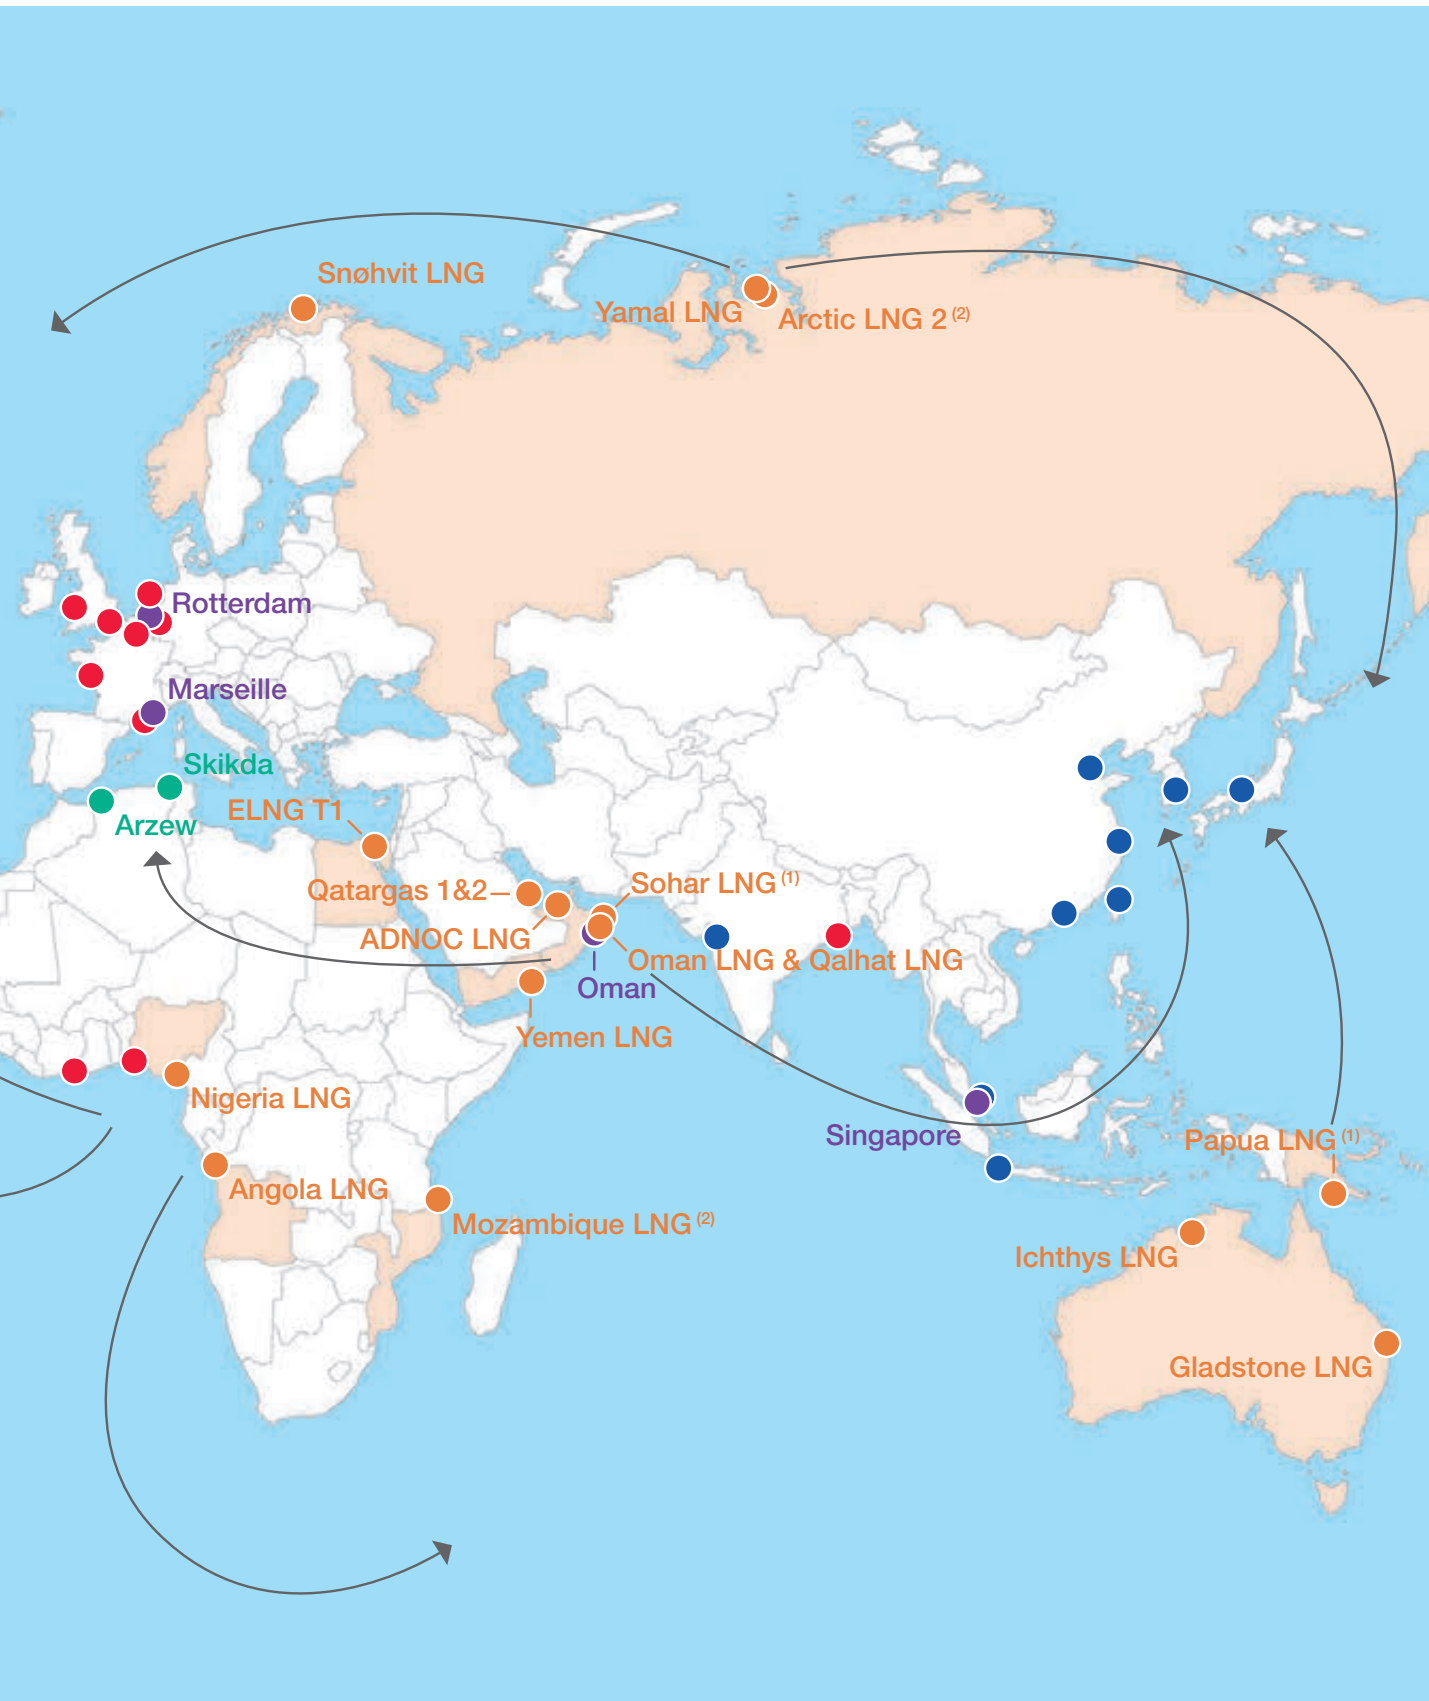 Snøhvit LNG
Yamal LNG
Arctic LNG 2 (2)
Rotterdam
Marseille
Skikda
ELNG T1
Arzew
Qatargas 1&2
Sohar LNG (1)
ADNOC LNG
Oman LNG & Qalhat LNG
Oman
Yemen LNG
Nigeria LNG
Singapore
Papua LNG (1)
Angola LNG
Mozambique LNG (2)
Ichthys LNG
Gladstone LNG